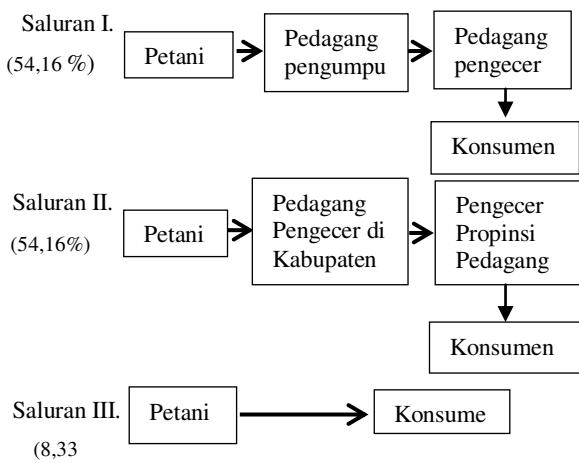 Saluran I.
(54,16 %)
Petani
Pedagang
pengumpu
Pedagang
pengecer
Konsumen
Saluran II.
(54,16%)
Petani
Pedagang
Pengecer di
Kabupaten
Pengecer
Propinsi
Pedagang
Konsumen
Saluran III.
(8,33
Petani
Konsume